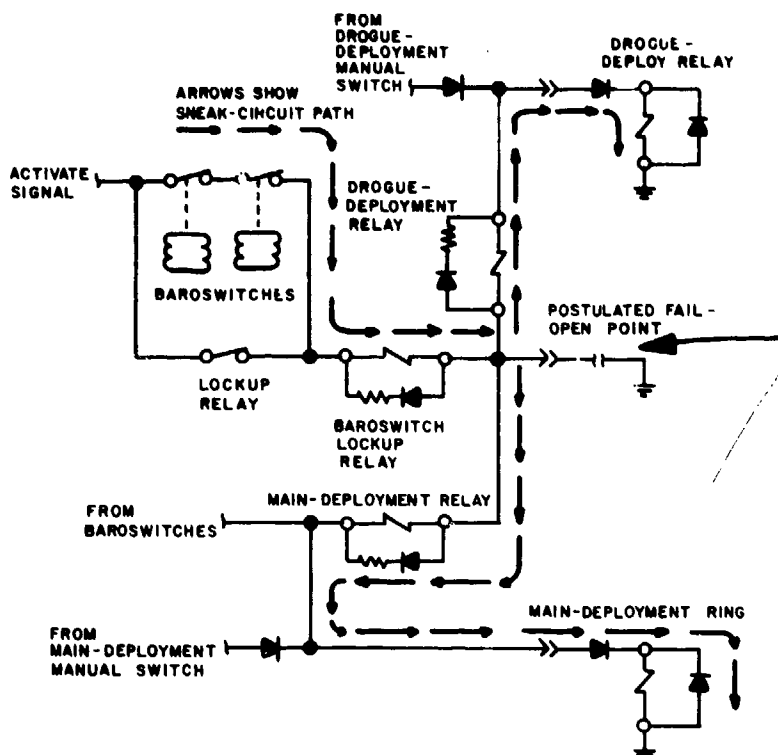 FROM
DROGUE-
DEPLOYMENT
MANUAL
SWITCH
DROGUE-
DEPLOY RELAY
ARROWS SHOW
SNEAK-CIRCUIT PATH
ACTIVATE
SIGNAL
DROGUE-
DEPLOYMENT
RELAY
BAROSWITCHES
POSTULATED FAIL-
OPEN POINT
LOCKUP
RELAY
BAROSWITCH
LOCKUP
RELAY
MAIN-DEPLOYMENT RELAY
FROM
BAROSWITCHES
MAIN-DEPLOYMENT RING
FROM
MAIN-DEPLOYMENT
MANUAL SWITCH